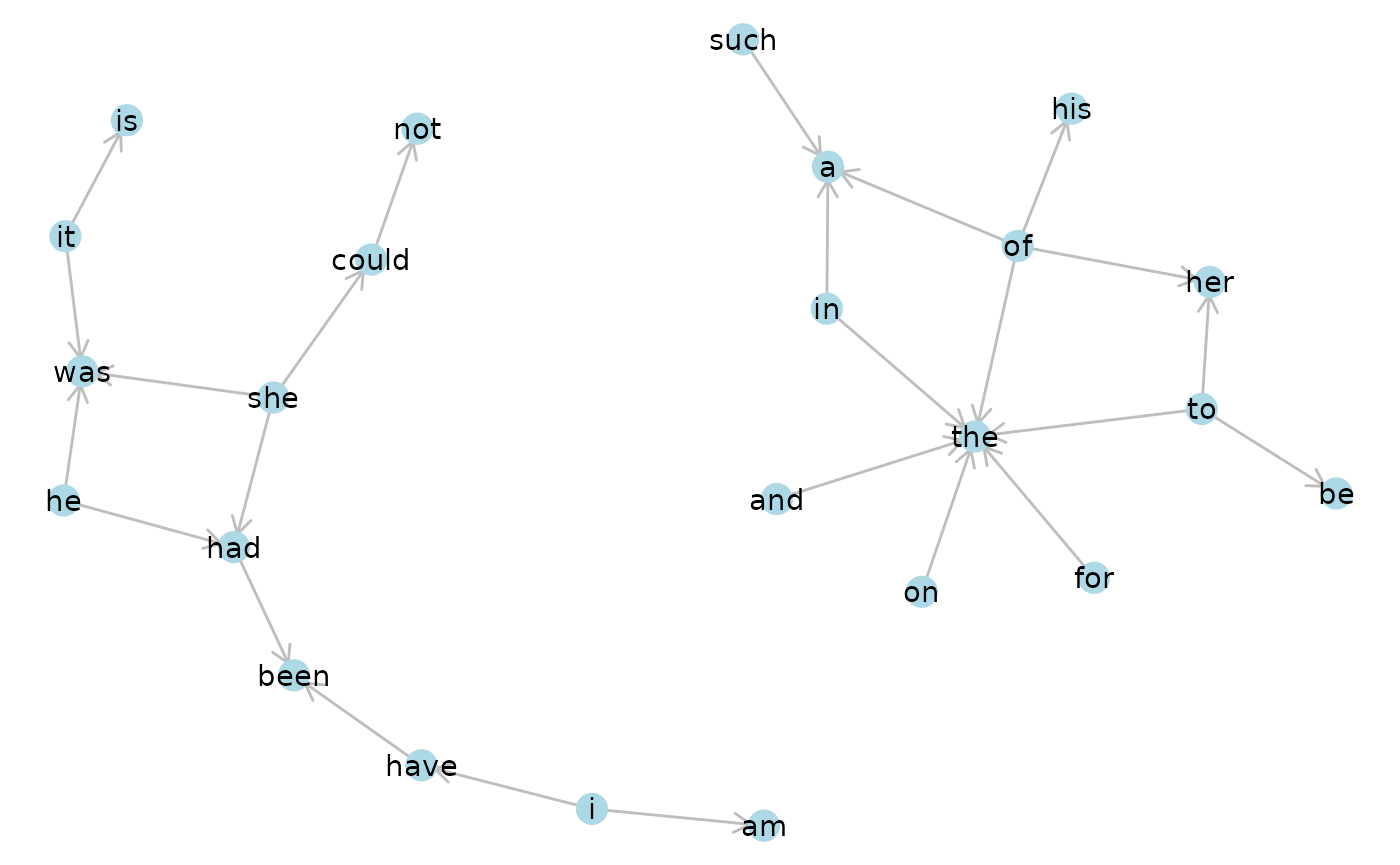 such
his
is
not
a
it
of
could
her
in
was
she
to
the
he
and
be
had
for
on
been
have
i
am